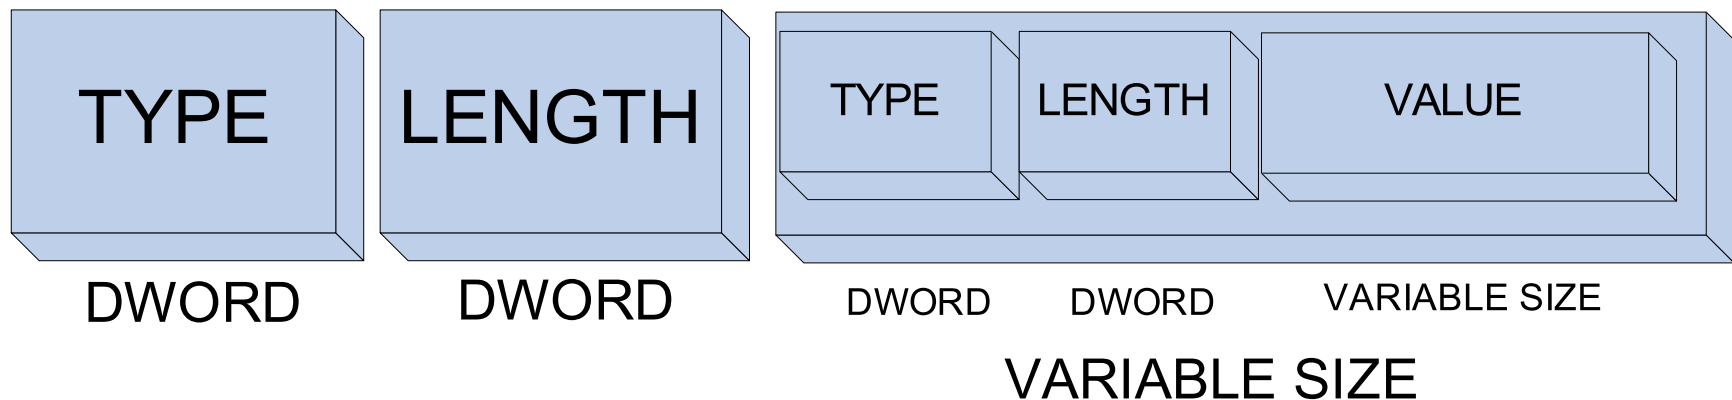 TYPE LENGTH TYPE LENGTH VALUE
DWORD DWORD DWORD DWORD VARIABLE SIZE
VARIABLE SIZE